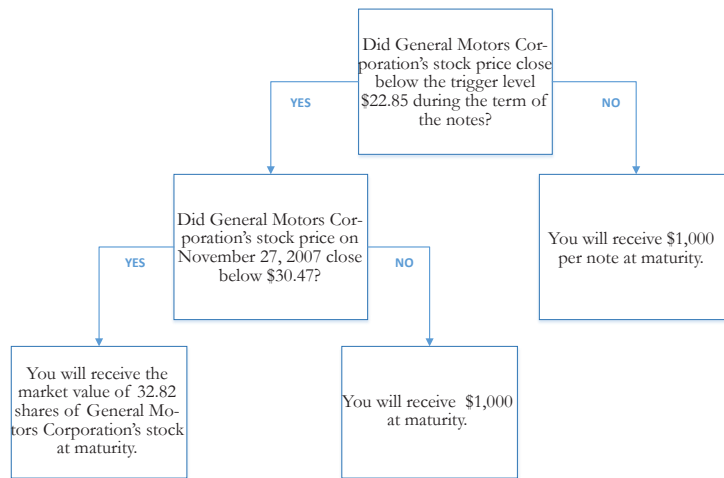 Did General Motors Cor-
poration's stock price close
below the trigger level
$22.85 during the term of
the notes?
YES
NO
Did General Motors Cor-
poration's stock price on
November 27, 2007 close
below $30.47?
You will receive $1,000
per note at maturity.
YES
NO
You will receive the
market value of 32.82
shares of General Mo-
tors Corporation's stock
at maturity.
You will receive $1,000
at maturity.